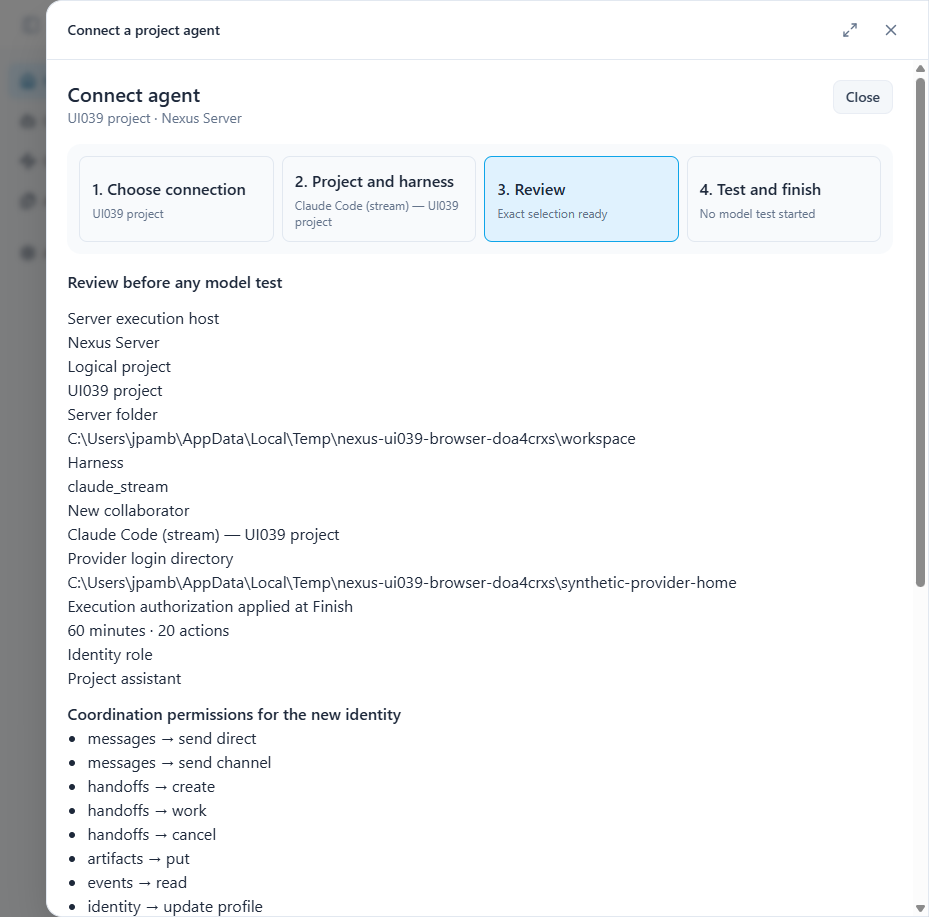 Connect a project agent
Connect agent
Close
UI039 project · Nexus Server
1. Choose connection
UI039 project
2. Project and harness
Claude Code (stream) — UI039
project
3. Review
Exact selection ready
4. Test and finish
No model test started
Review before any model test
Server execution host
Nexus Server
Logical project
UI039 project
Server folder
C:\Users\jpamb\AppData\Local\Temp\nexus-ui039-browser-doa4crxs\workspace
Harness
claude_stream
New collaborator
Claude Code (stream) — UI039 project
Provider login directory
C:\Users\jpamb\AppData\Local\Temp\nexus-ui039-browser-doa4crxs\synthetic-provider-home
Execution authorization applied at Finish
60 minutes · 20 actions
Identity role
Project assistant
Coordination permissions for the new identity
• messages → send direct
• messages → send channel
• handoffs → create
• handoffs → work
• handoffs → cancel
• artifacts → put
• events → read
• identity → update profile